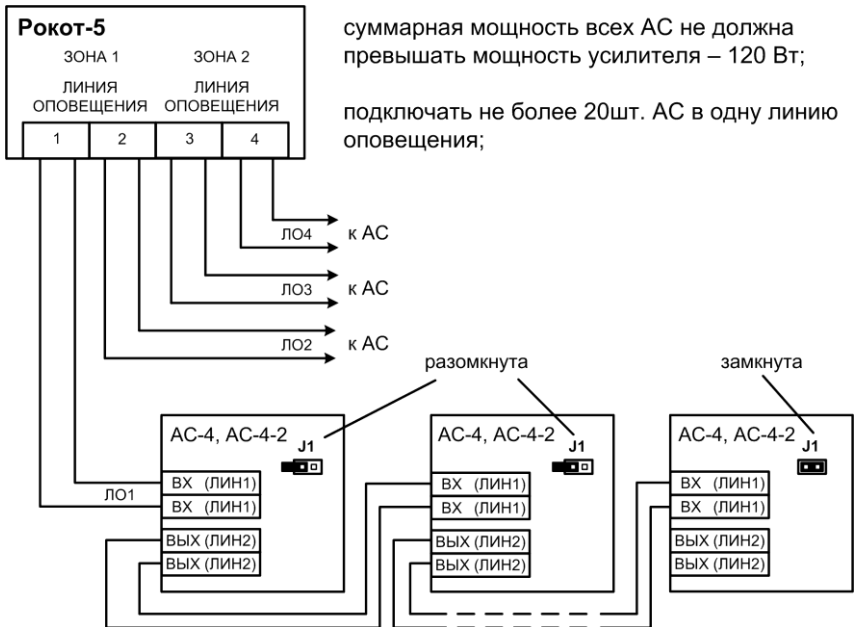 Рокот-5
ЗОНА 1 ЗОНА 2
ЛИНИЯ ОПОВЕЩЕНИЯ ЛИНИЯ ОПОВЕЩЕНИЯ
1 2 3 4
суммарная мощность всех АС не должна
превышать мощность усилителя – 120 Вт;
подключать не более 20шт. АС в одну линию
оповещения;
ЛО4 к АС
ЛО3 к АС
ЛО2 к АС
разомкнута
замкнута
АС-4, АС-4-2 J1
ЛО1
ВХ (ЛИН1)
ВХ (ЛИН1)
ВЫХ (ЛИН2)
ВЫХ (ЛИН2)
АС-4, АС-4-2 J1
ВХ (ЛИН1)
ВХ (ЛИН1)
ВЫХ (ЛИН2)
ВЫХ (ЛИН2)
АС-4, АС-4-2 J1
ВХ (ЛИН1)
ВХ (ЛИН1)
ВЫХ (ЛИН2)
ВЫХ (ЛИН2)